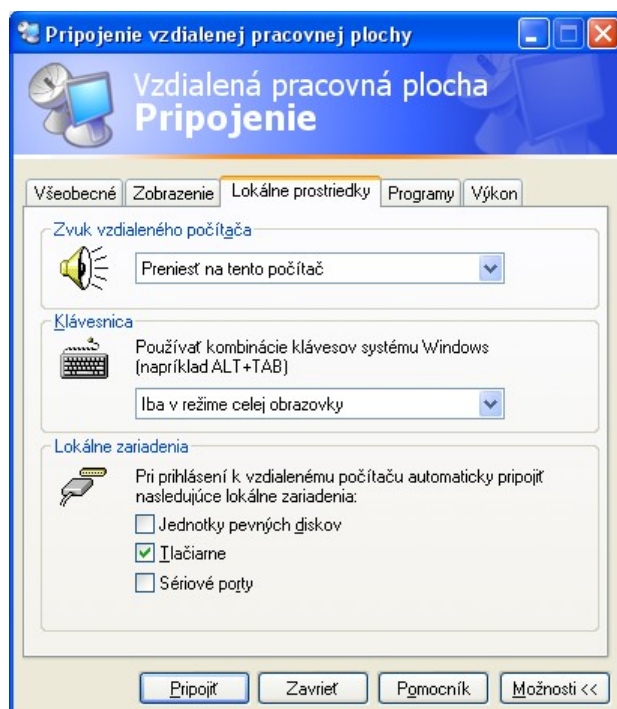 Pripojenie vzdialenej pracovnej plochy
Vzdialená pracovná plocha
Pripojenie
Všeobecné Zobrazenie Lokálne prostriedky Programy Výkon
Zvuk vzdialeného počítača
Preniesť na tento počítač
Klávesnica
Používať kombinácie klávesov systému Windows
(napríklad ALT+TAB)
Iba v režime celej obrazovky
Lokálne zariadenia
Pri prihlásení k vzdialenému počítaču automaticky pripojiť
nasledujúce lokálne zariadenia:
Jednotky pevných diskov
Tlačiarne
Sériové porty
Pripojiť Zavrieť Pomocník Možnosti <<